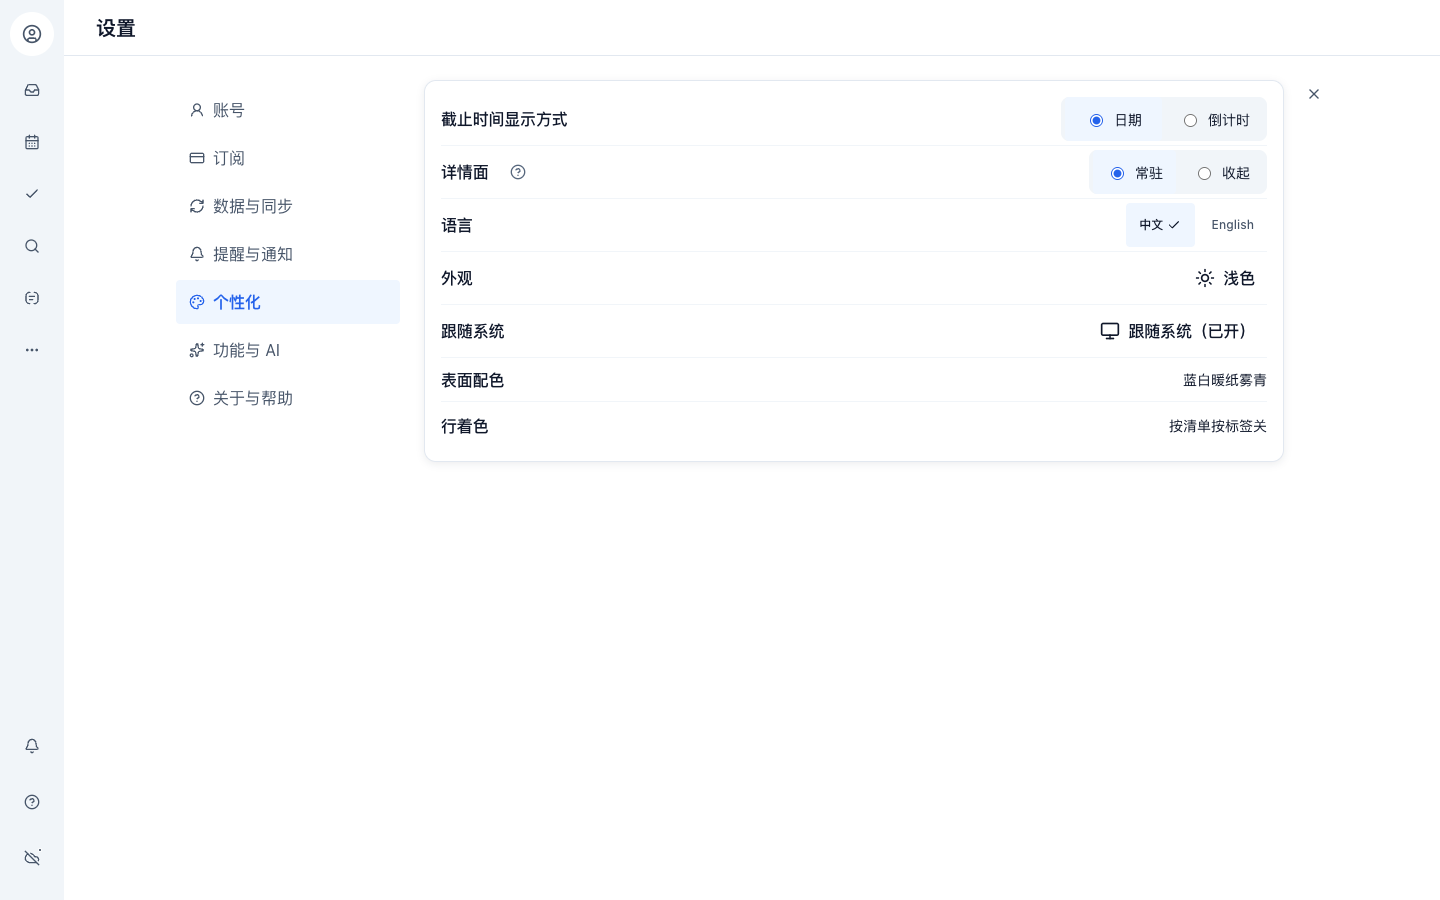 设置
账号
订阅
数据与同步
提醒与通知
个性化
功能与 AI
关于与帮助
截止时间显示方式 日期 倒计时
详情面 常驻 收起
语言 中文 English
外观 浅色
跟随系统 跟随系统（已开）
表面配色 蓝白暖纸雾青
行着色 按清单按标签关